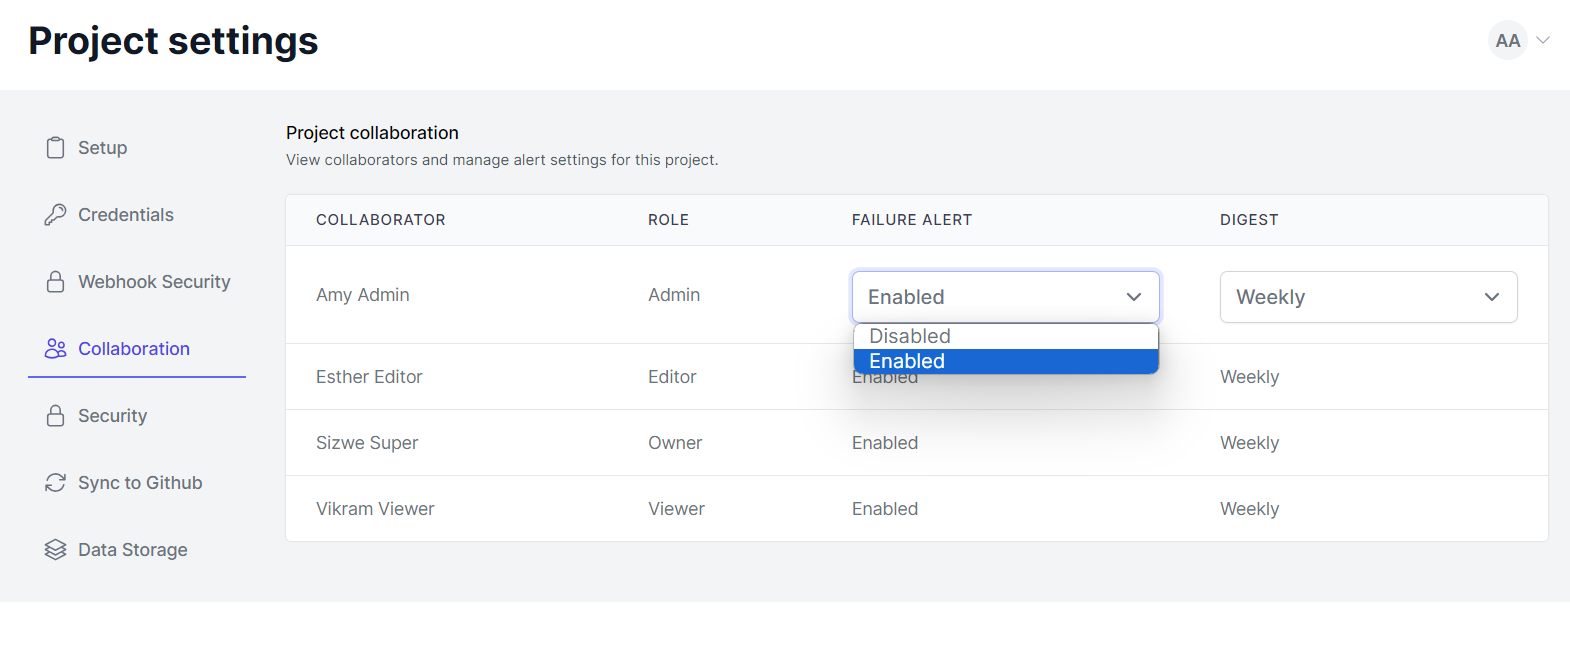 Project settings
AA
Setup
Credentials
Webhook Security
Collaboration
Security
Sync to Github
Data Storage
Project collaboration
View collaborators and manage alert settings for this project.
COLLABORATOR ROLE FAILURE ALERT DIGEST
Amy Admin Admin Enabled Weekly
Disabled
Enabled
Esther Editor Editor Enabled Weekly
Sizwe Super Owner Enabled Weekly
Vikram Viewer Viewer Enabled Weekly